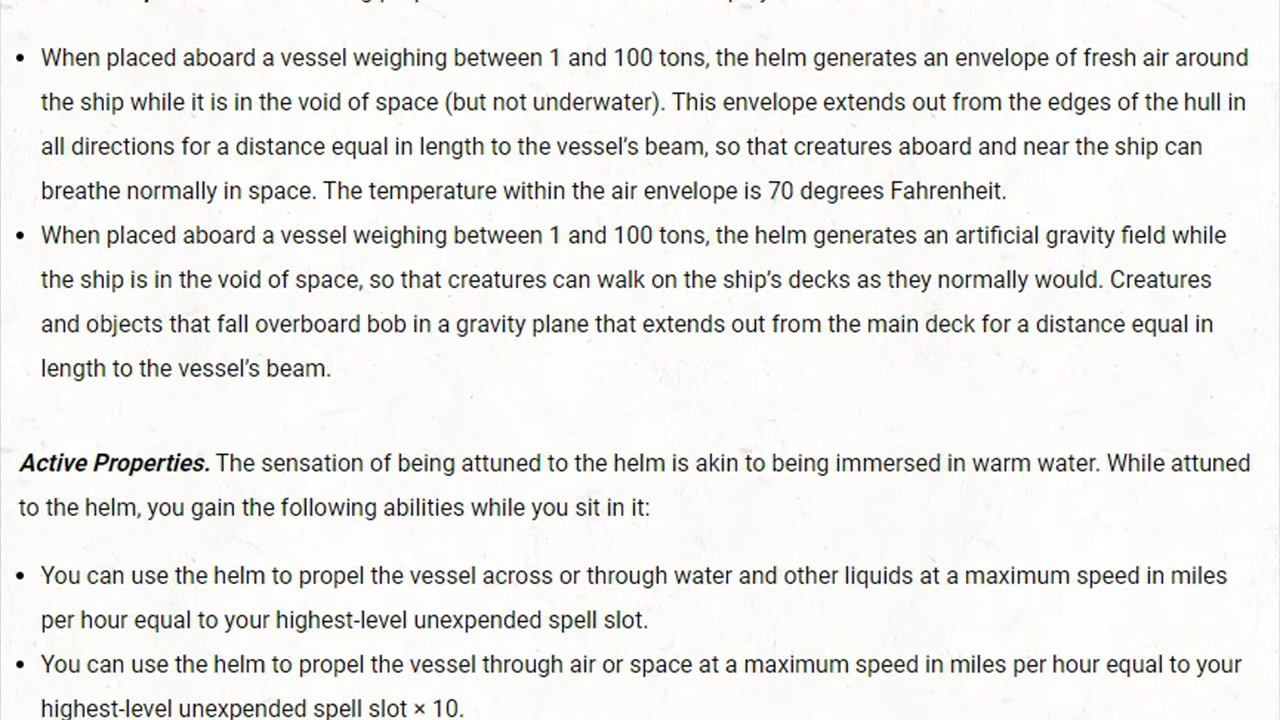 When placed aboard a vessel weighing between 1 and 100 tons, the helm generates an envelope of fresh air around
the ship while it is in the void of space (but not underwater). This envelope extends out from the edges of the hull in
all directions for a distance equal in length to the vessel’s beam, so that creatures aboard and near the ship can
breathe normally in space. The temperature within the air envelope is 70 degrees Fahrenheit.
When placed aboard a vessel weighing between 1 and 100 tons, the helm generates an artificial gravity field while
the ship is in the void of space, so that creatures can walk on the ship’s decks as they normally would. Creatures
and objects that fall overboard bob in a gravity plane that extends out from the main deck for a distance equal in
length to the vessel’s beam.
Active Properties. The sensation of being attuned to the helm is akin to being immersed in warm water. While attuned
to the helm, you gain the following abilities while you sit in it:
You can use the helm to propel the vessel across or through water and other liquids at a maximum speed in miles
per hour equal to your highest-level unexpended spell slot.
You can use the helm to propel the vessel through air or space at a maximum speed in miles per hour equal to your
highest-level unexpended spell slot × 10.